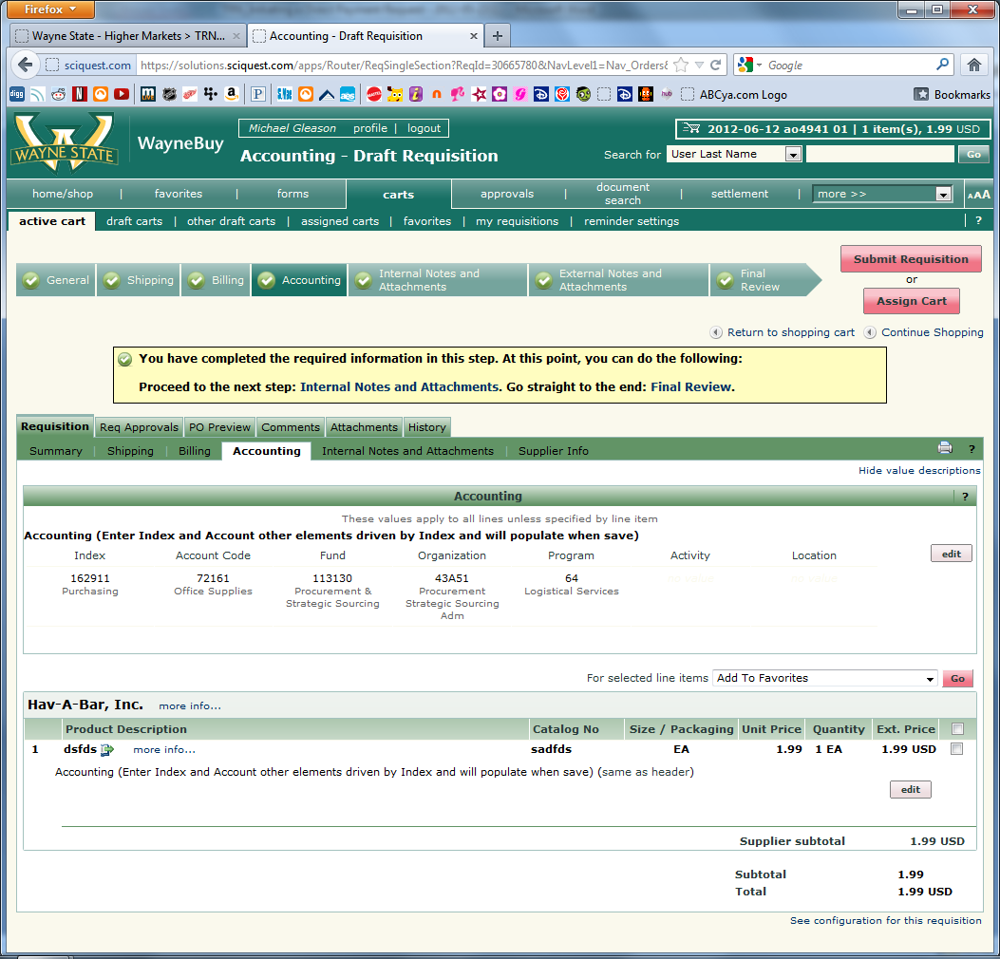 Firefox
Wayne State - Higher Markets > TRN...
Accounting - Draft Requisition
sciquest.com
https://solutions.sciquest.com/apps/Router/ReqSingleSection?ReqId=30665780&NavLevel1=Nav_Orders&
Google
ABCya.com Logo
Bookmarks
WAYNE STATE
WayneBuy
Michael Gleason profile | logout
Accounting - Draft Requisition
2012-06-12 ao4941 01 | 1 item(s), 1.99 USD
Search for User Last Name Go
home/shop | favorites | forms carts approvals | document search | settlement | more >> AAA
active cart draft carts | other draft carts | assigned carts | favorites | my requisitions | reminder settings | ?
General Shipping Billing Accounting Internal Notes and Attachments External Notes and Attachments Final Review
Submit Requisition
or
Assign Cart
Return to shopping cart Continue Shopping
You have completed the required information in this step. At this point, you can do the following:
Proceed to the next step: Internal Notes and Attachments. Go straight to the end: Final Review.
Requisition Req Approvals PO Preview Comments Attachments History
Summary | Shipping | Billing Accounting Internal Notes and Attachments | Supplier Info ?
Hide value descriptions
Accounting ?
These values apply to all lines unless specified by line item
Accounting (Enter Index and Account other elements driven by Index and will populate when save)
Index Account Code Fund Organization Program Activity Location edit
162911 72161 113130 43A51 64 no value no value
Purchasing Office Supplies Procurement & Strategic Sourcing Procurement Strategic Sourcing Adm Logistical Services
For selected line items Add To Favorites Go
Hav-A-Bar, Inc. more info...
Product Description Catalog No Size / Packaging Unit Price Quantity Ext. Price
1 dsfds more info... sadfds EA 1.99 1 EA 1.99 USD
Accounting (Enter Index and Account other elements driven by Index and will populate when save) (same as header)
edit
Supplier subtotal 1.99 USD
Subtotal 1.99
Total 1.99 USD
See configuration for this requisition